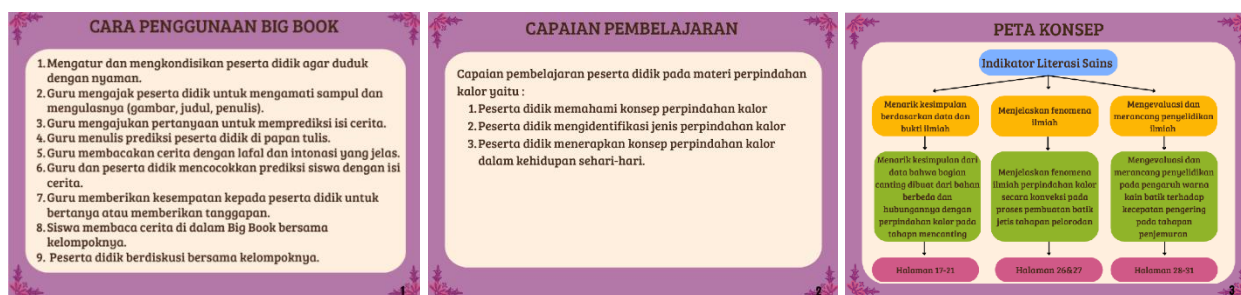 CARA PENGGUNAAN BIG BOOK
1. Mengatur dan mengkondisikan peserta didik agar duduk
dengan nyaman.
2. Guru mengajak peserta didik untuk mengamati sampul dan
mengulasnya (gambar, judul, penulis).
3. Guru mengajukan pertanyaan untuk memprediksi isi cerita.
4. Guru menulis prediksi peserta didik di papan tulis.
5. Guru membacakan cerita dengan lafal dan intonasi yang jelas.
6. Guru dan peserta didik mencocokkan prediksi siswa dengan isi
cerita.
7. Guru memberikan kesempatan kepada peserta didik untuk
bertanya atau memberikan tanggapan.
8. Siswa membaca cerita di dalam Big Book bersama
kelompoknya.
9. Peserta didik berdiskusi bersama kelompoknya.
1
CAPAIAN PEMBELAJARAN
Capaian pembelajaran peserta didik pada materi perpindahan
kalor yaitu :
1. Peserta didik memahami konsep perpindahan kalor
2. Peserta didik mengidentifikasi jenis perpindahan kalor
3. Peserta didik menerapkan konsep perpindahan kalor
dalam kehidupan sehari-hari.
2
PETA KONSEP
Indikator Literasi Sains
Menarik kesimpulan
berdasarkan data dan
bukti ilmiah
Menjelaskan fenomena
ilmiah
Mengevaluasi dan
merancang penyelidikan
ilmiah
Menarik kesimpulan dari
data bahwa bagian
canting dibuat dari bahan
berbeda dan
hubungannya dengan
perpindahan kalor pada
tahapn mencanting
Menjelaskan fenomena
ilmiah perpindahan kalor
secara konveksi pada
proses pembuatan batik
jetis tahapan pelorodan
Mengevaluasi dan
merancang penyelidikan
pada pengaruh warna
kain batik terhadap
kecepatan pengering
pada tahapan
penjemuran
Halaman 17-21
Halaman 26&27
Halaman 28-31
3